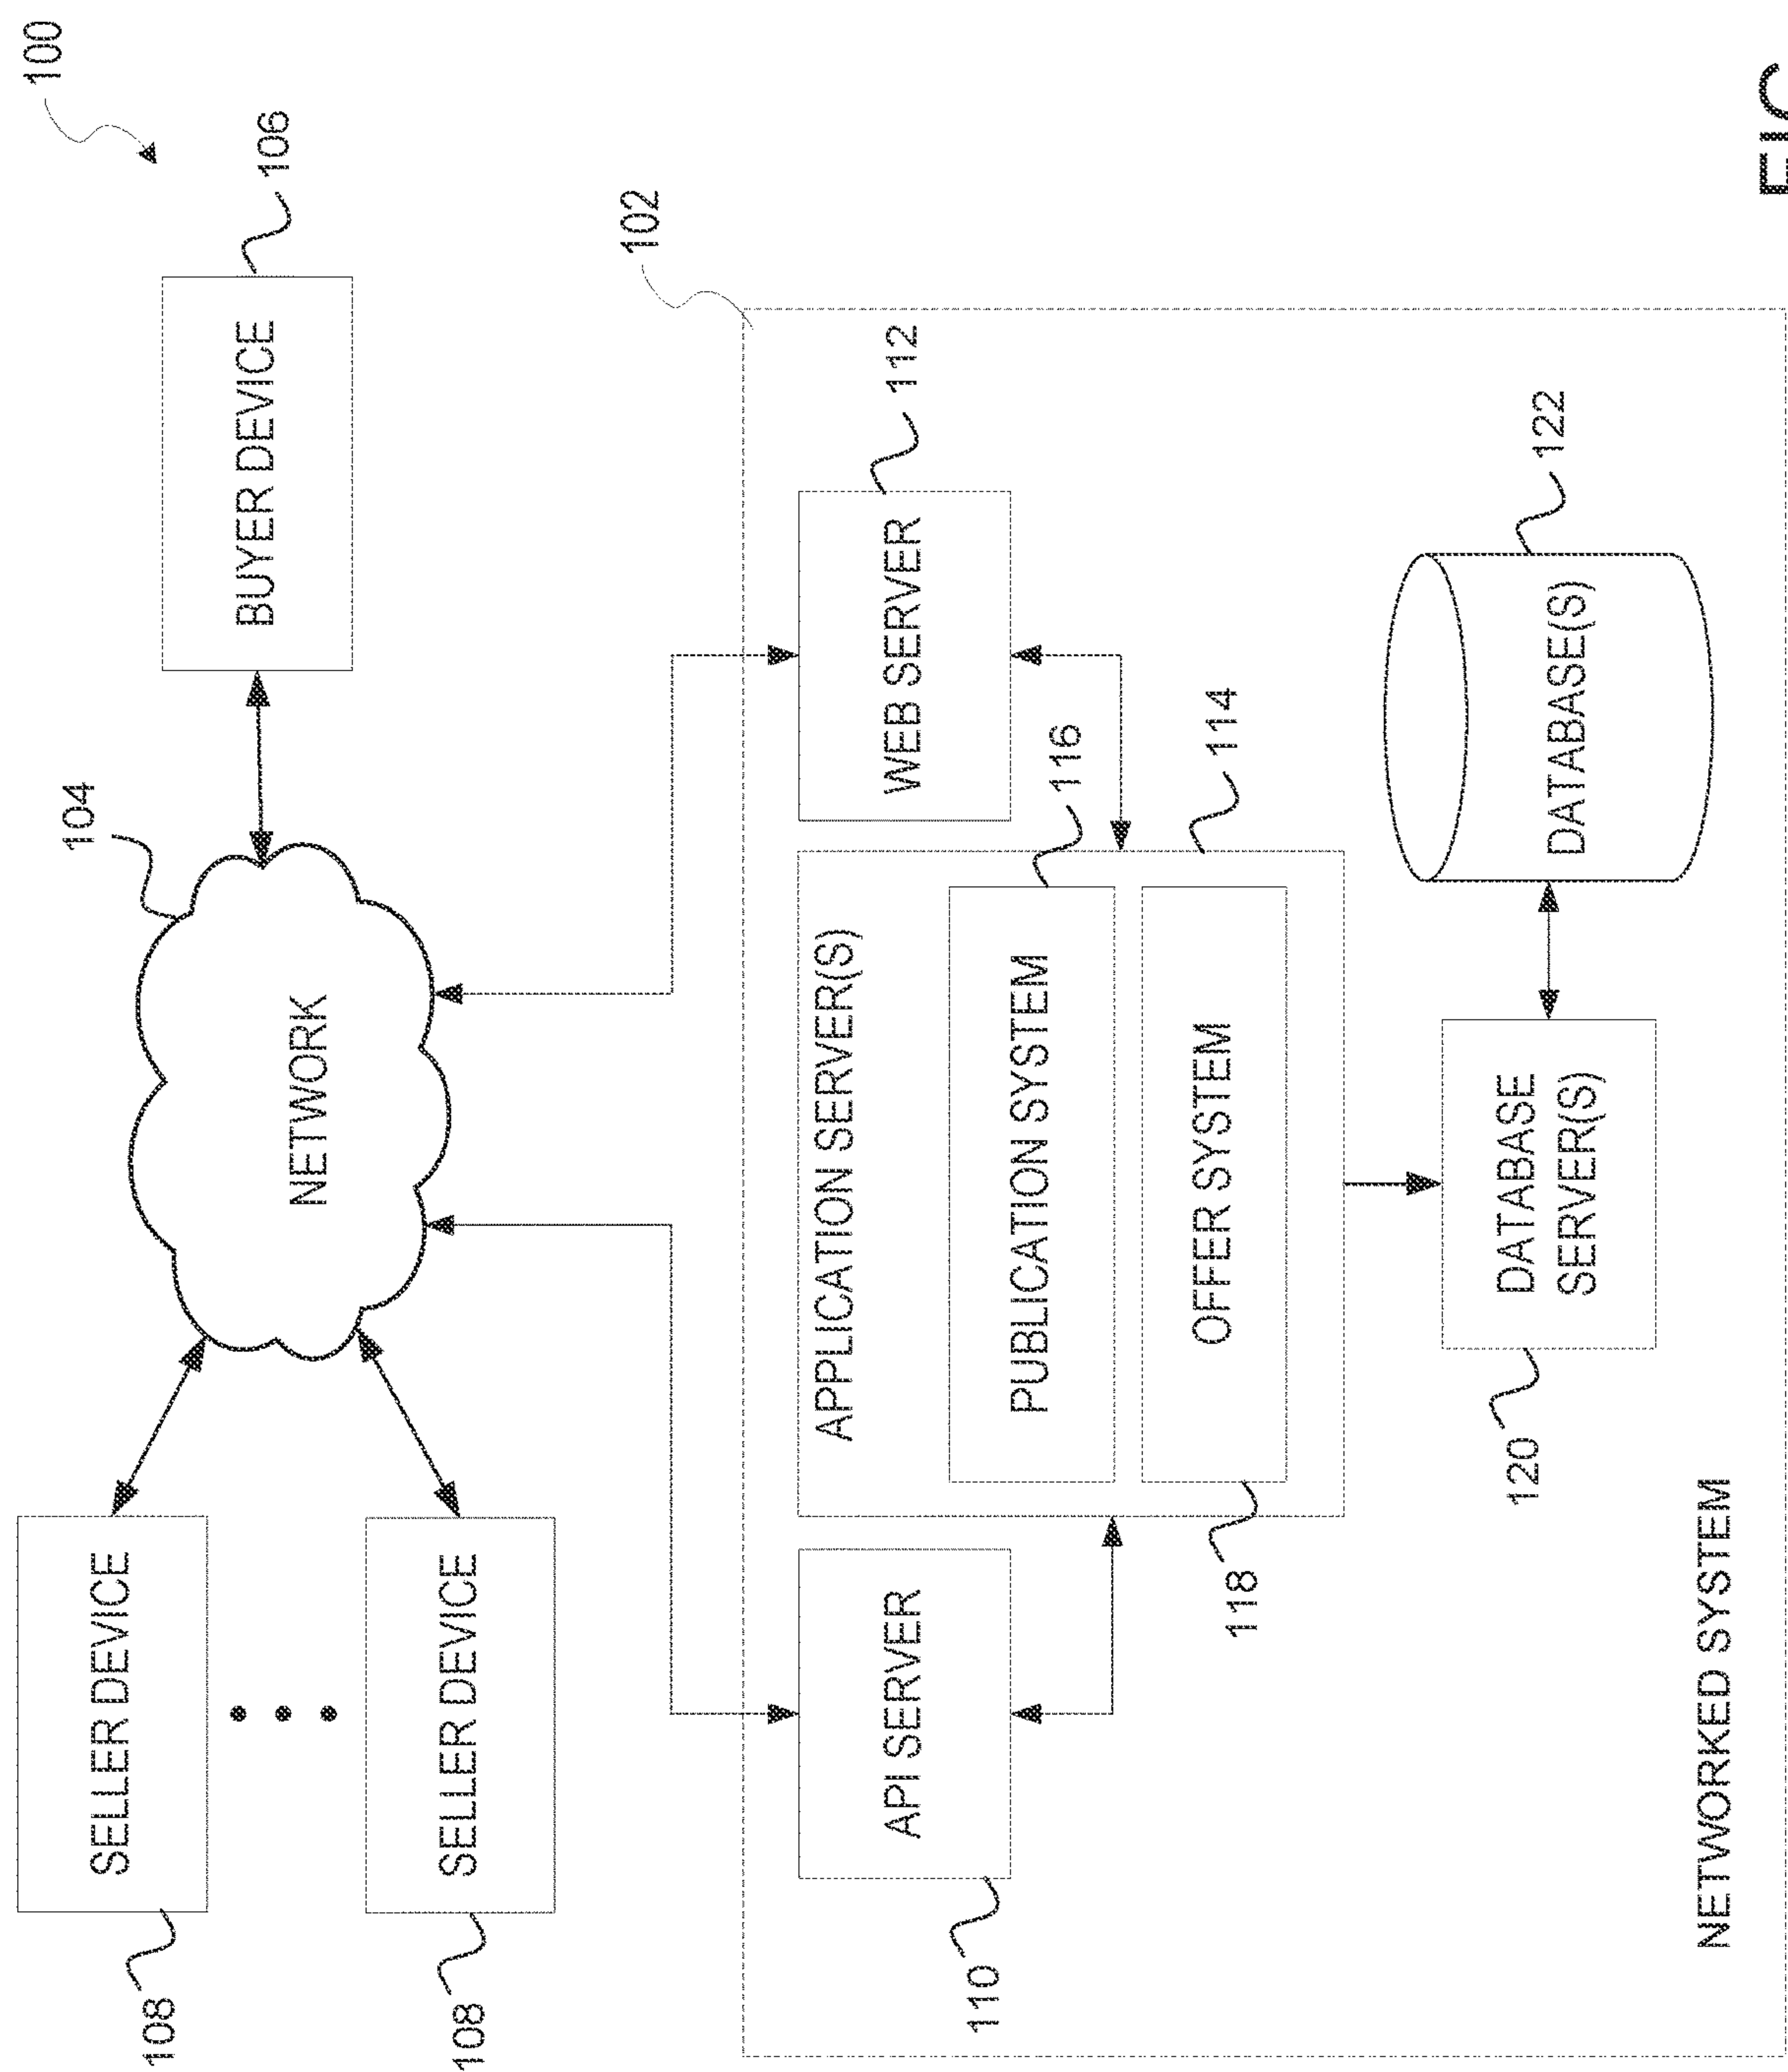 100
104
SELLER DEVICE
108
BUYER DEVICE
106
NETWORK
SELLER DEVICE
108
102
APPLICATION SERVER(S)
API SERVER
110
WEB SERVER
112
PUBLICATION SYSTEM
116
OFFER SYSTEM
114
118
DATABASE
SERVER(S)
120
DATABASE(S)
122
NETWORKED SYSTEM